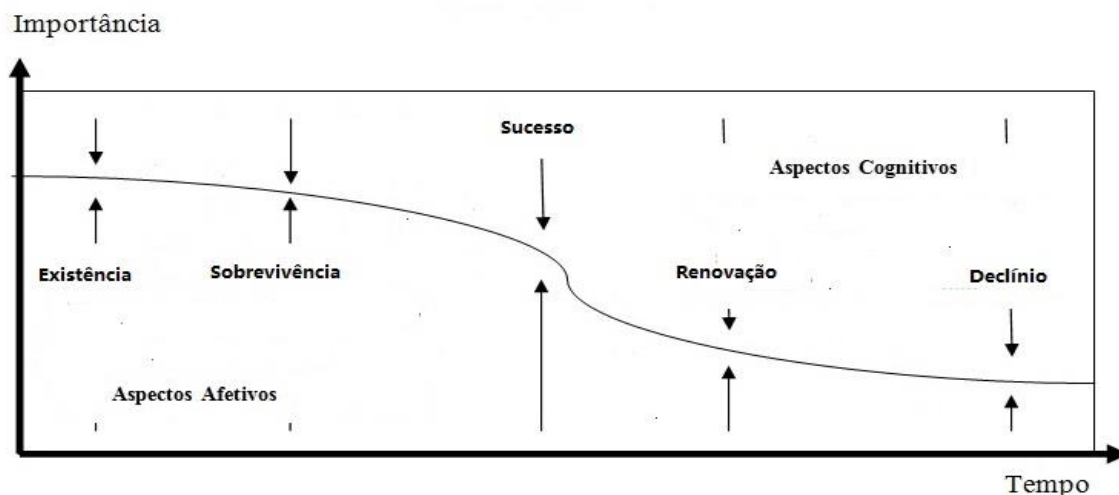 Importância
Sucesso
Aspectos Cognitivos
Existência
Sobrevivência
Renovação
Declínio
Aspectos Afetivos
Tempo